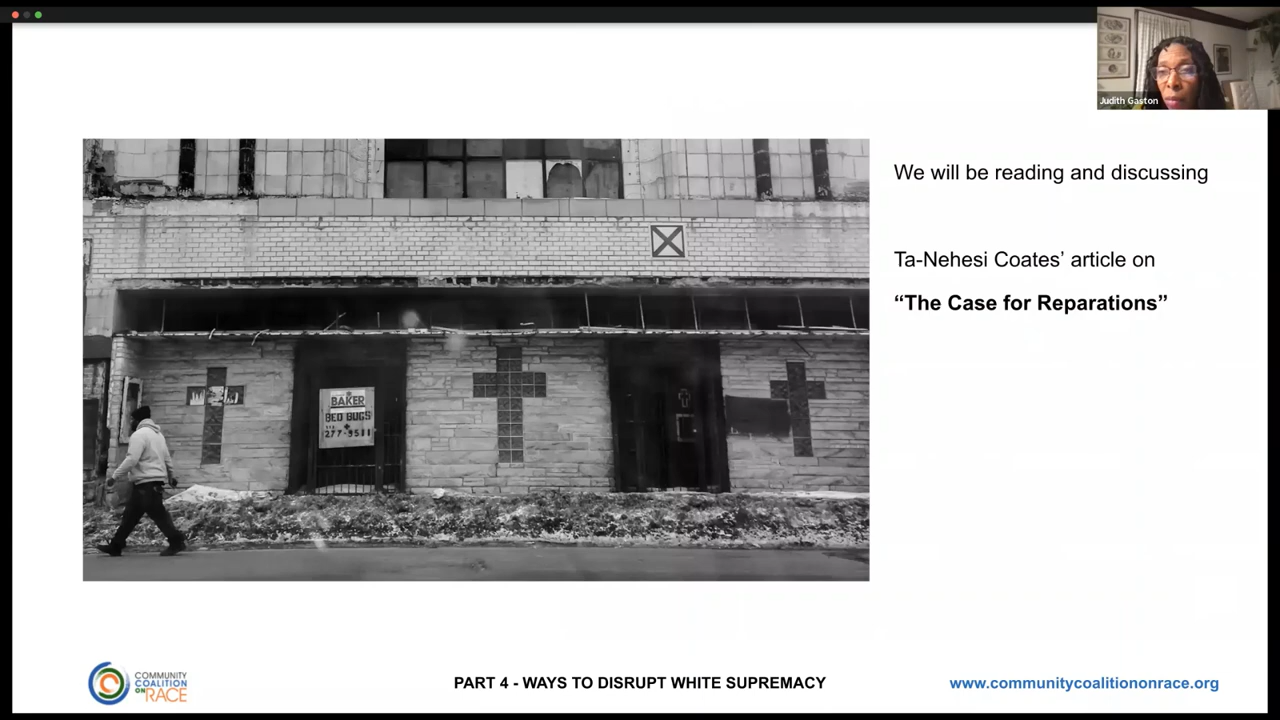 Judith Gaston
We will be reading and discussing
Ta-Nehesi Coates’ article on
“The Case for Reparations”
BAKER
BED BUGS
277-9511
COMMUNITY
COALITION
ON RACE
PART 4 - WAYS TO DISRUPT WHITE SUPREMACY
www.communitycoalitiononrace.org